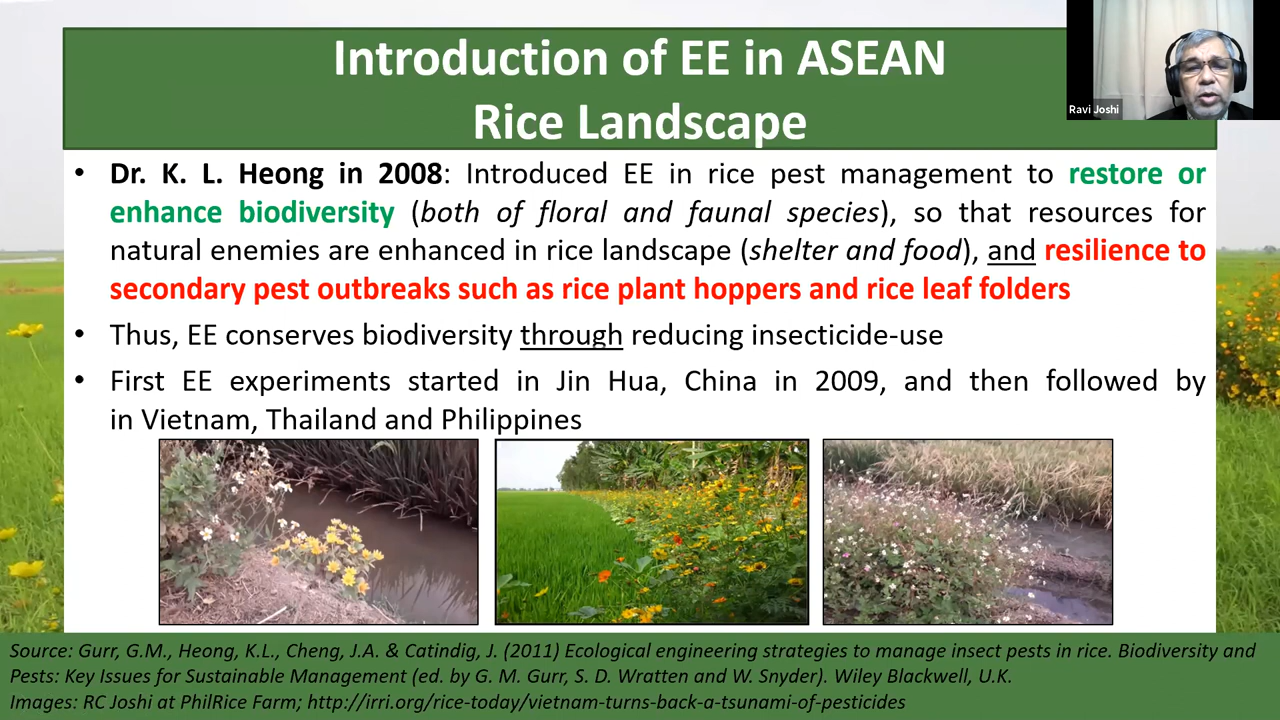 Introduction of EE in ASEAN
Rice Landscape
Ravi Joshi
• Dr. K. L. Heong in 2008: Introduced EE in rice pest management to restore or
enhance biodiversity (both of floral and faunal species), so that resources for
natural enemies are enhanced in rice landscape (shelter and food), and resilience to
secondary pest outbreaks such as rice plant hoppers and rice leaf folders
• Thus, EE conserves biodiversity through reducing insecticide-use
• First EE experiments started in Jin Hua, China in 2009, and then followed by
in Vietnam, Thailand and Philippines
Source: Gurr, G.M., Heong, K.L., Cheng, J.A. & Catindig, J. (2011) Ecological engineering strategies to manage insect pests in rice. Biodiversity and
Pests: Key Issues for Sustainable Management (ed. by G. M. Gurr, S. D. Wratten and W. Snyder). Wiley Blackwell, U.K.
Images: RC Joshi at PhilRice Farm; http://irri.org/rice-today/vietnam-turns-back-a-tsunami-of-pesticides